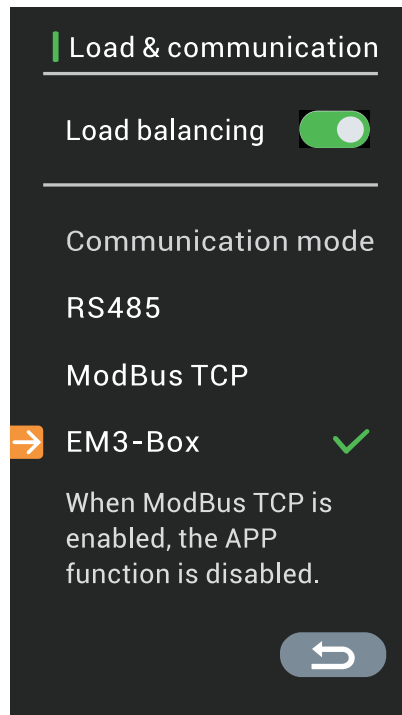 Load & communication
Load balancing
Communication mode
RS485
ModBus TCP
EM3-Box
When ModBus TCP is
enabled, the APP
function is disabled.